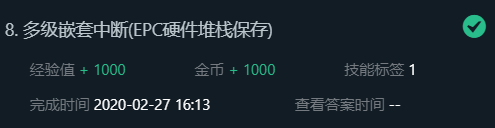 8. 多级嵌套中断(EPC硬件堆栈保存)
经验值 + 1000 金币 + 1000 技能标签 1
完成时间 2020-02-27 16:13 查看答案时间 --